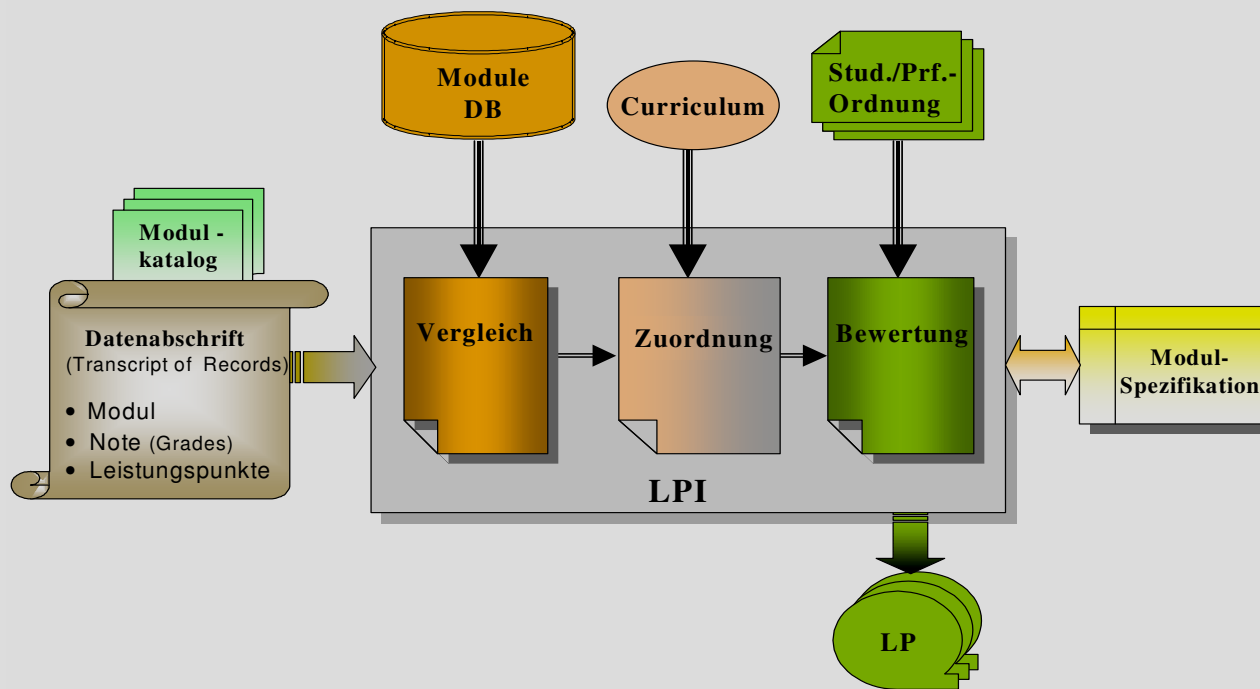 Module
DB
Curriculum
Stud./Prf.-
Ordnung
Modul -
katalog
Datenabschrift
(Transcript of Records)
• Modul
• Note (Grades)
• Leistungspunkte
Vergleich
Zuordnung
Bewertung
LPI
Modul-
Spezifikation
LP